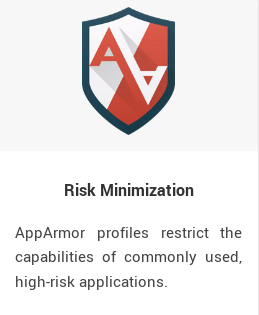 Risk Minimization
AppArmor profiles restrict the
capabilities of commonly used,
high-risk applications.